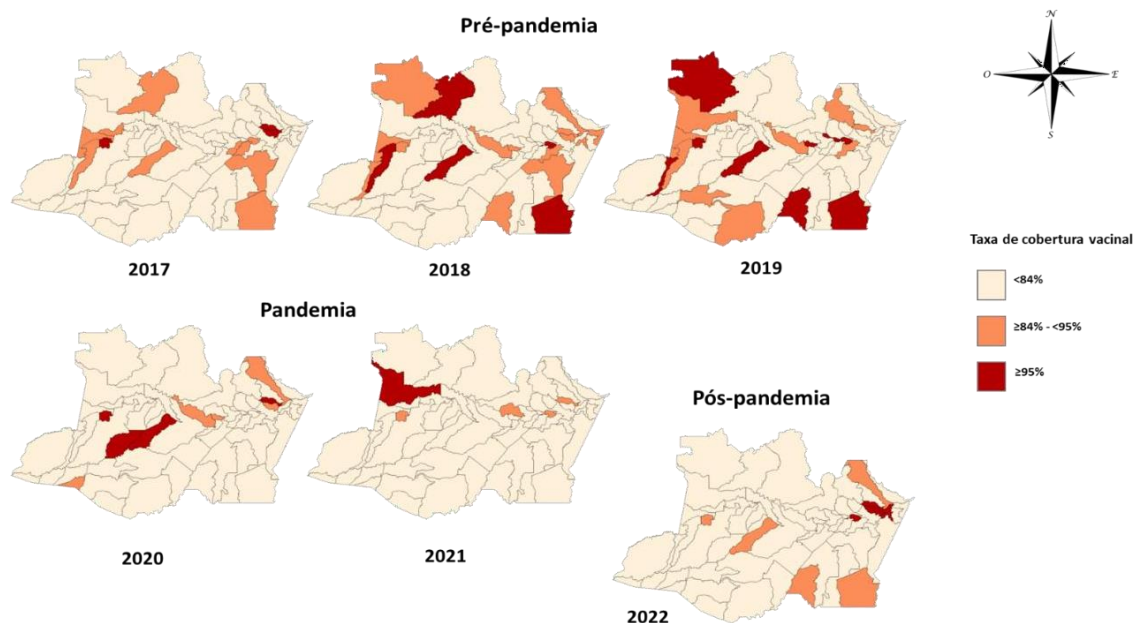 Pré-pandemia
N
O
E
S
2017
2018
2019
Taxa de cobertura vacinal
<84%
≥84% - <95%
≥95%
Pandemia
2020
2021
Pós-pandemia
2022